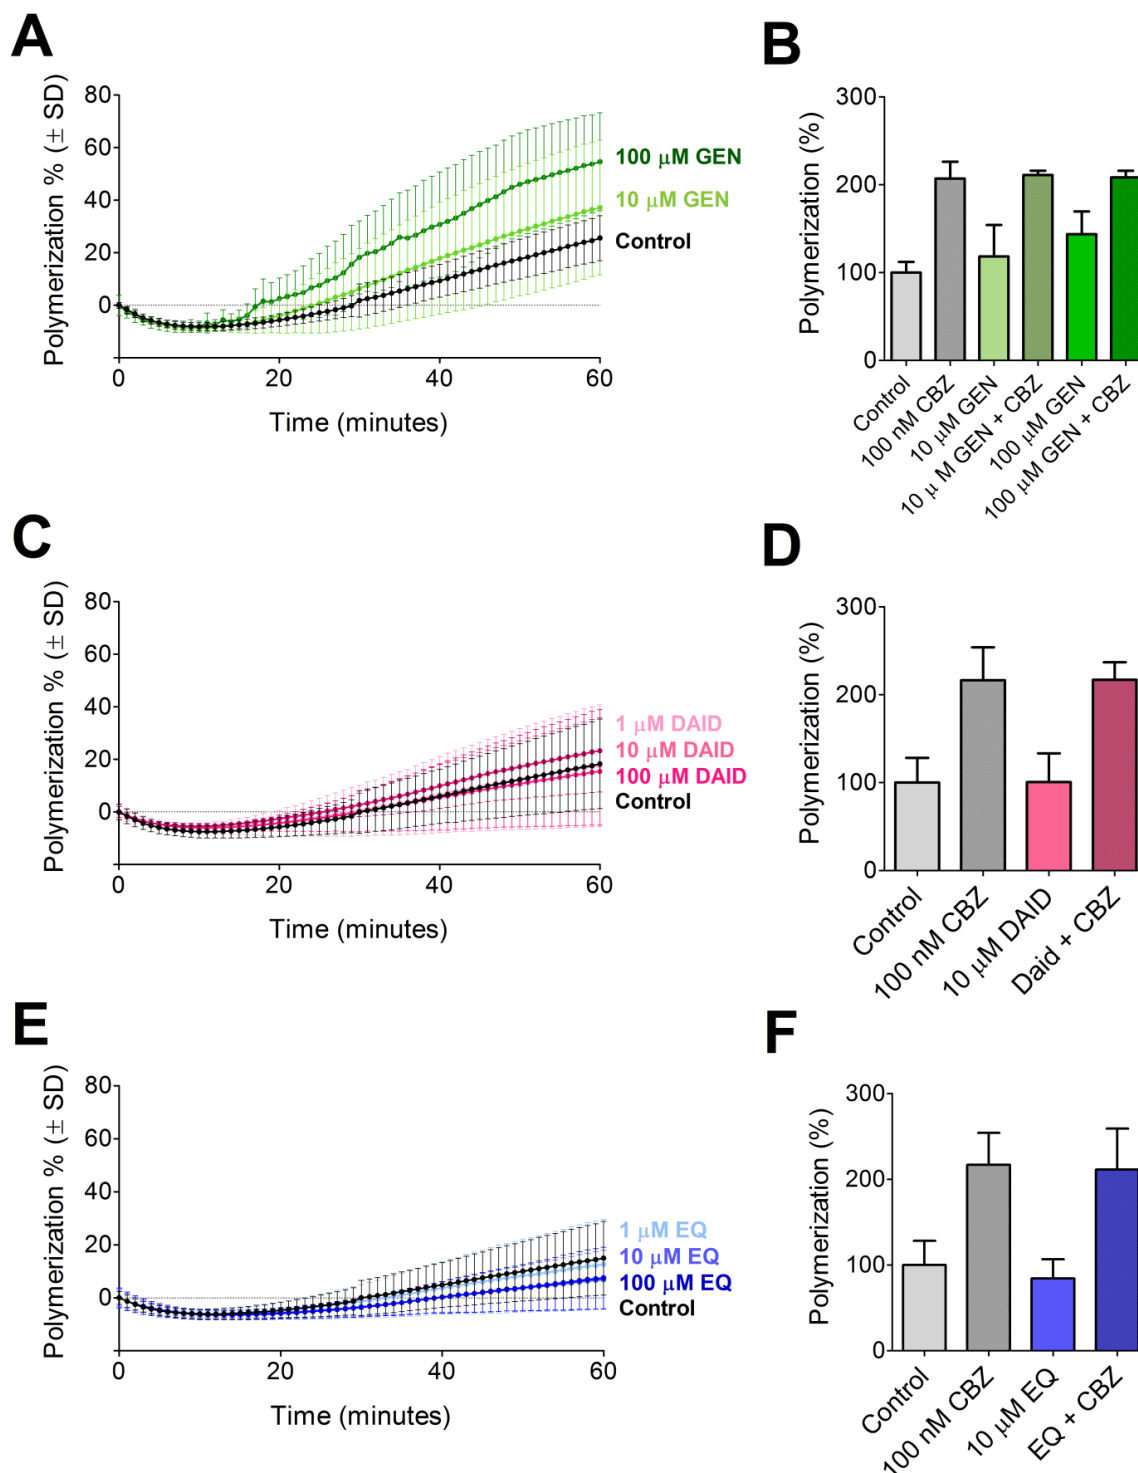 A
Polymerization % (± SD)
80
60
40
20
0
0
20
40
60
Time (minutes)
100 μM GEN
10 μM GEN
Control
B
Polymerization (%)
300
200
100
0
Control
100 nM CBZ
10 μM GEN
10 μ M GEN + CBZ
100 μM GEN
100 μM GEN + CBZ
C
Polymerization % (± SD)
80
60
40
20
0
0
20
40
60
Time (minutes)
1 μM DAID
10 μM DAID
100 μM DAID
Control
D
Polymerization (%)
300
200
100
0
Control
100 nM CBZ
10 μM DAID
Daid + CBZ
E
Polymerization % (± SD)
80
60
40
20
0
0
20
40
60
Time (minutes)
1 μM EQ
10 μM EQ
100 μM EQ
Control
F
Polymerization (%)
300
200
100
0
Control
100 nM CBZ
10 μM EQ
EQ + CBZ